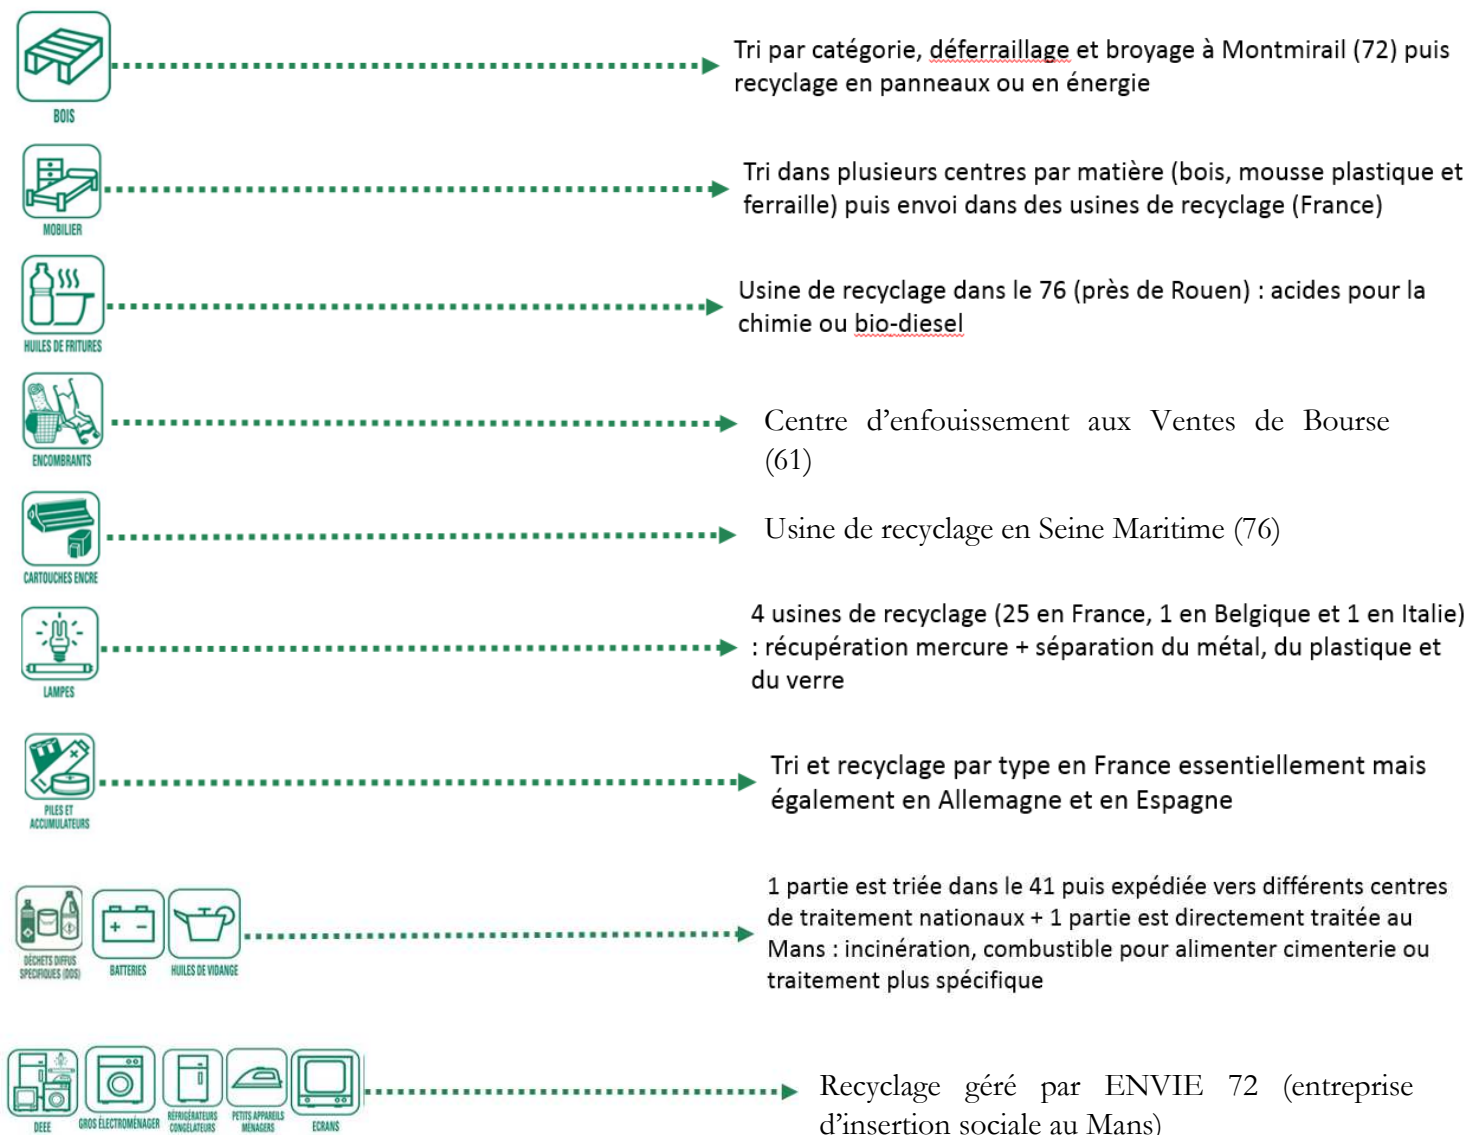 BOIS
Tri par catégorie, déferraillage et broyage à Montmirail (72) puis
recyclage en panneaux ou en énergie
MOBILIER
Tri dans plusieurs centres par matière (bois, mousse plastique et
ferraille) puis envoi dans des usines de recyclage (France)
HUILES DE FRITURES
Usine de recyclage dans le 76 (près de Rouen) : acides pour la
chimie ou bio-diesel
ENCOMBRANTS
Centre d'enfouissement aux Ventes de Bourse
(61)
CARTOUCHES ENCRE
Usine de recyclage en Seine Maritime (76)
LAMPES
4 usines de recyclage (25 en France, 1 en Belgique et 1 en Italie)
: récupération mercure + séparation du métal, du plastique et
du verre
PILES ET
ACCUMULATEURS
Tri et recyclage par type en France essentiellement mais
également en Allemagne et en Espagne
DÉCHETS DIFFUS
SPECIFIQUES (DDS)
BATTERIES
HUILES DE VIDANGE
1 partie est triée dans le 41 puis expédiée vers différents centres
de traitement nationaux + 1 partie est directement traitée au
Mans : incinération, combustible pour alimenter cimenterie ou
traitement plus spécifique
DEEE
GROS ÉLECTROMÉNAGER
RÉFRIGÉRATEURS
CONGÉLATEURS
PETITS APPAREILS
MÉNAGERS
ECRANS
Recyclage géré par ENVIE 72 (entreprise
d'insertion sociale au Mans)